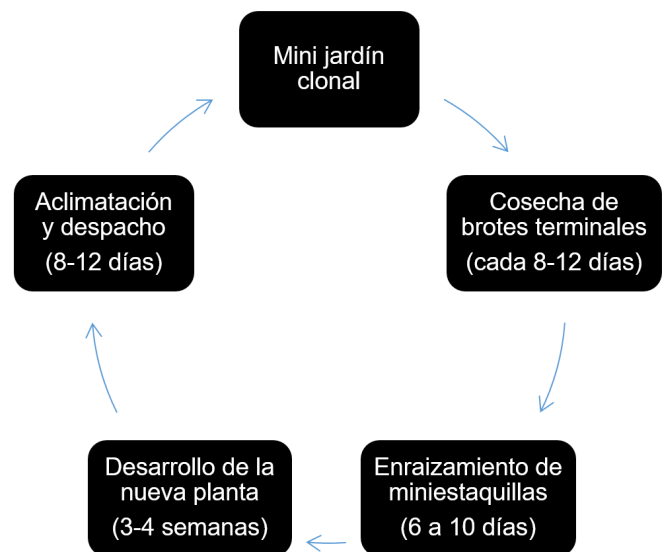 Mini jardín
clonal
Cosecha de
brotes terminales
(cada 8-12 días)
Enraizamiento de
miniestaquillas
(6 a 10 días)
Desarrollo de la
nueva planta
(3-4 semanas)
Aclimatación
y despacho
(8-12 días)